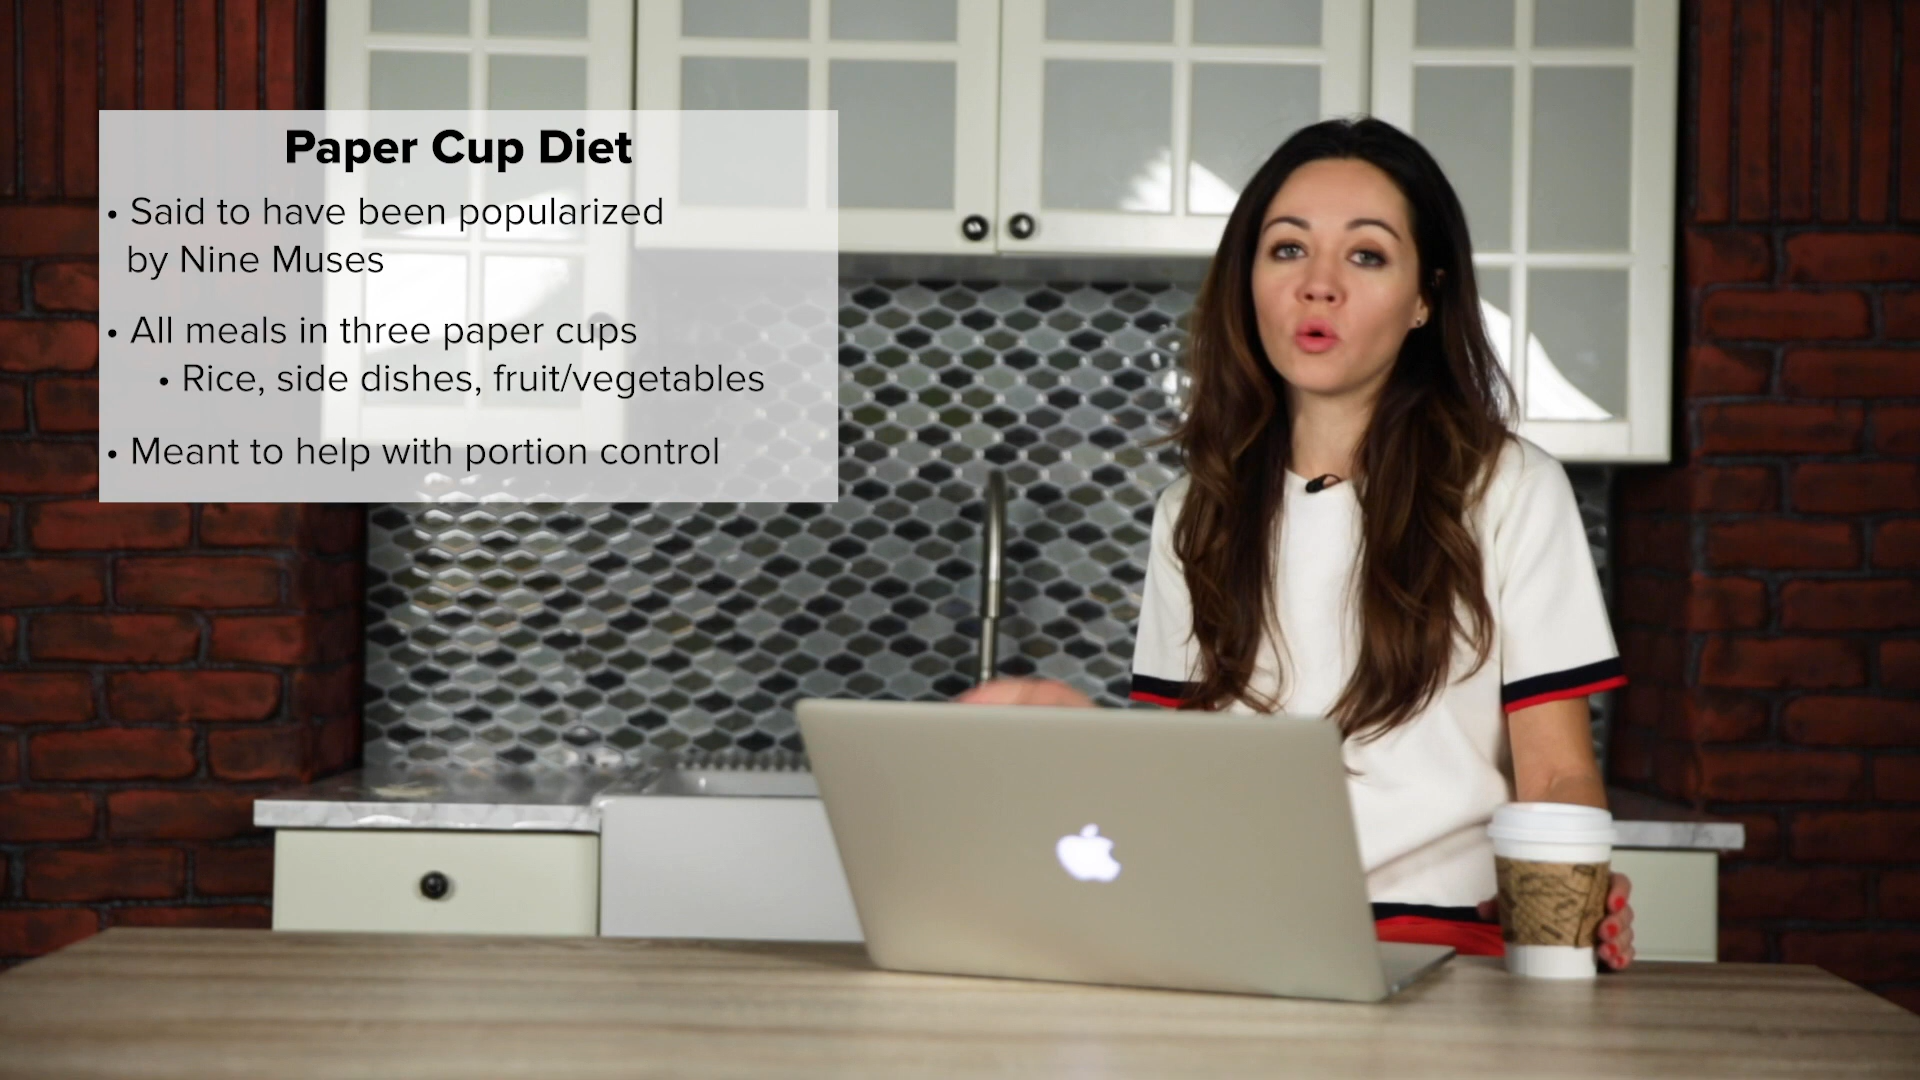 Paper Cup Diet
• Said to have been popularized
by Nine Muses
• All meals in three paper cups
• Rice, side dishes, fruit/vegetables
• Meant to help with portion control